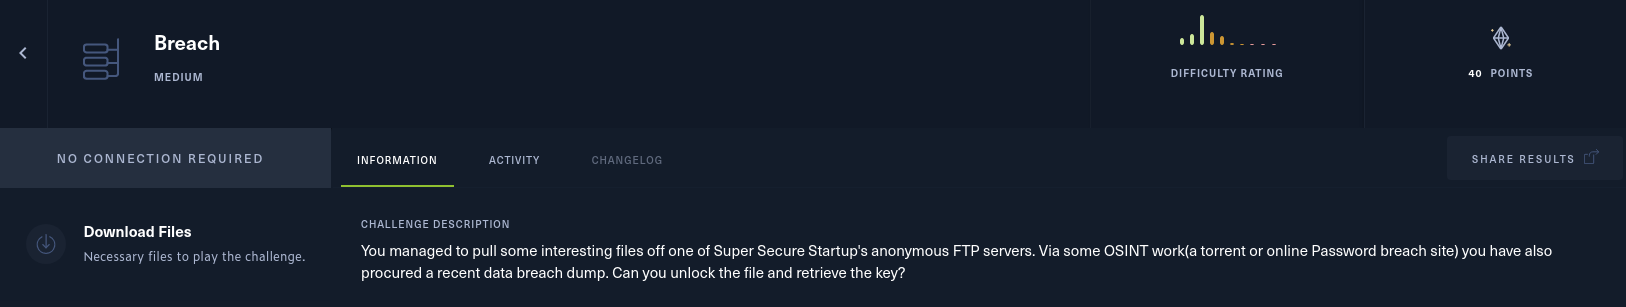 Breach
MEDIUM
DIFFICULTY RATING
40 POINTS
NO CONNECTION REQUIRED
INFORMATION
ACTIVITY
CHANGELOG
SHARE RESULTS
Download Files
Necessary files to play the challenge.
CHALLENGE DESCRIPTION
You managed to pull some interesting files off one of Super Secure Startup's anonymous FTP servers. Via some OSINT work(a torrent or online Password breach site) you have also
procured a recent data breach dump. Can you unlock the file and retrieve the key?